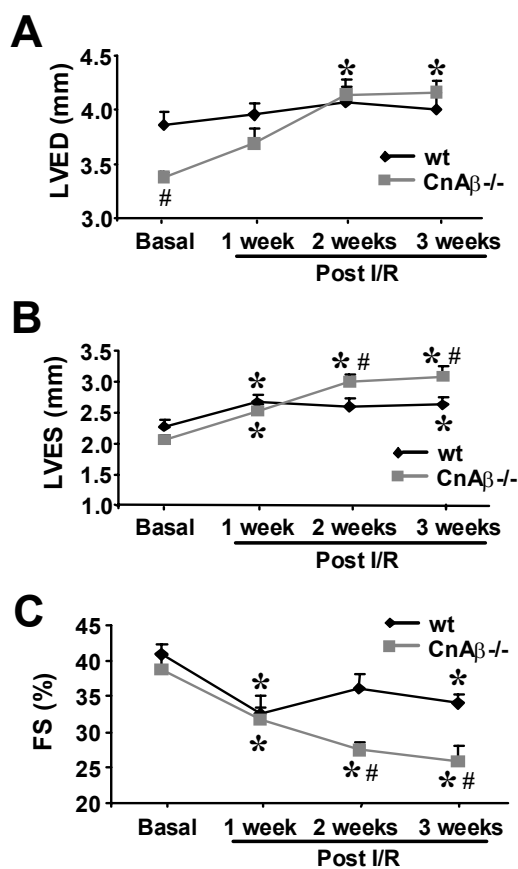 A
LVED (mm)
4.5
*
*
4.0
3.5
wt
CnAβ-/-
#
3.0
Basal 1 week 2 weeks 3 weeks
Post I/R
B
LVES (mm)
3.5
* # * #
3.0
*
2.5
* *
2.0
wt
1.5
CnAβ-/-
1.0
Basal 1 week 2 weeks 3 weeks
Post I/R
C
FS (%)
45
wt
40
CnAβ-/-
* *
35
30
*
25
* # * #
20
Basal 1 week 2 weeks 3 weeks
Post I/R